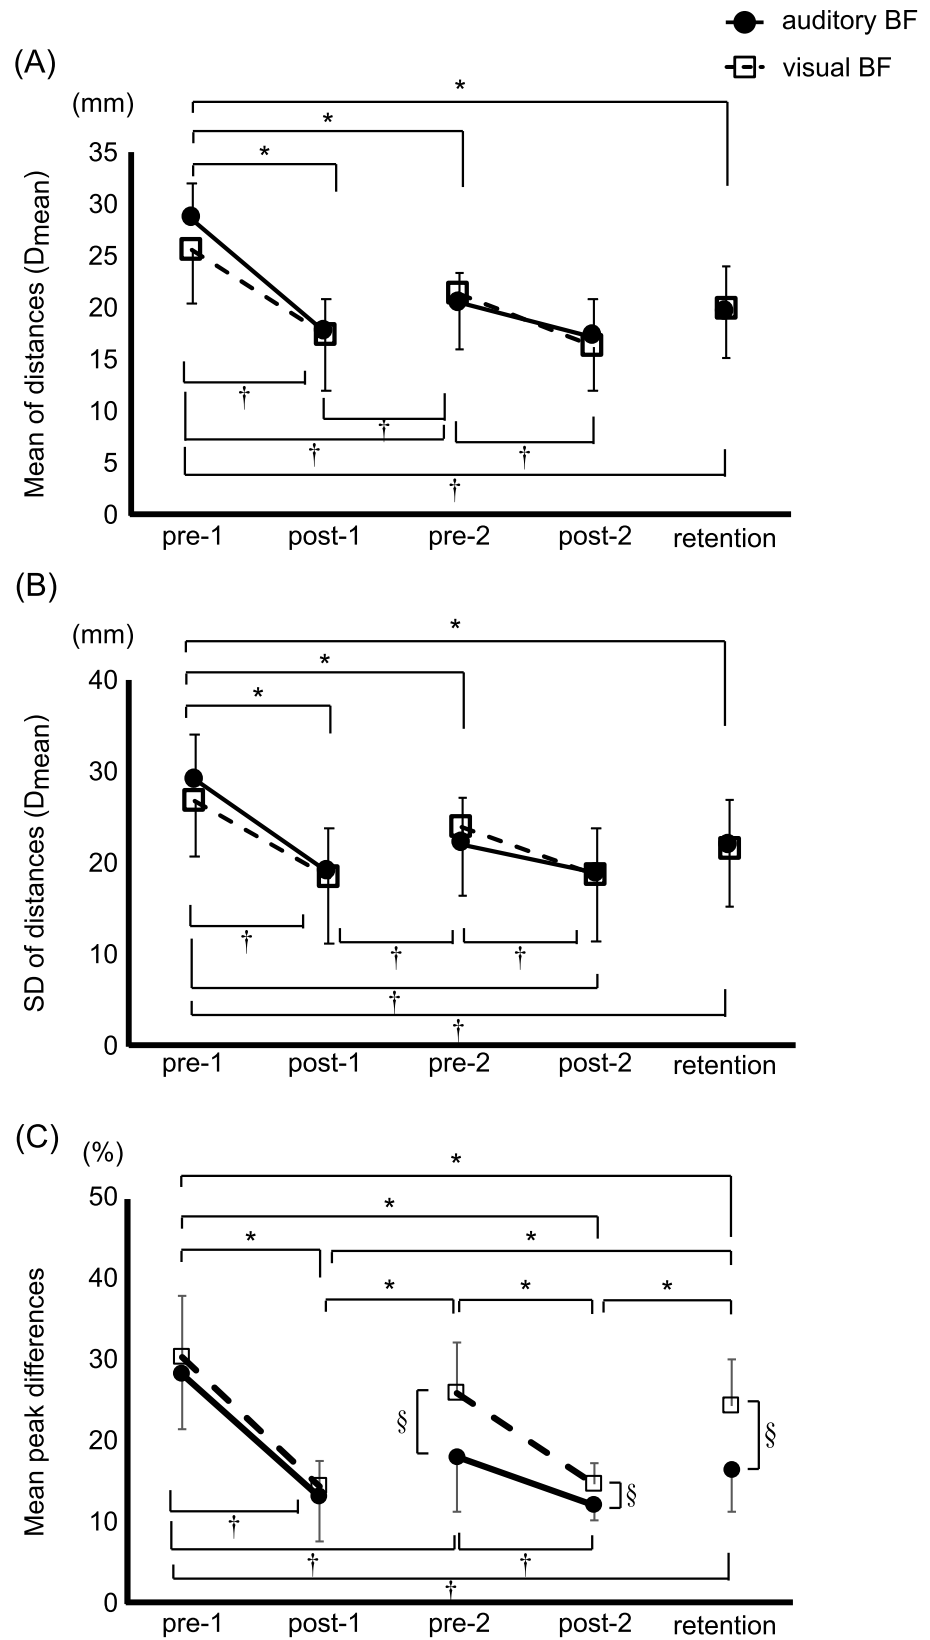 auditory BF
visual BF
(A)
(mm)
Mean of distances (Dmean)
35
30
25
20
15
10
5
0
*
*
*
†
†
†
†
†
pre-1 post-1 pre-2 post-2 retention
(B)
(mm)
SD of distances (Dmean)
40
30
20
10
0
*
*
*
†
†
†
†
†
pre-1 post-1 pre-2 post-2 retention
(C)
(%)
Mean peak differences
50
40
30
20
10
0
*
*
* *
* * *
§ § §
†
† †
†
pre-1 post-1 pre-2 post-2 retention